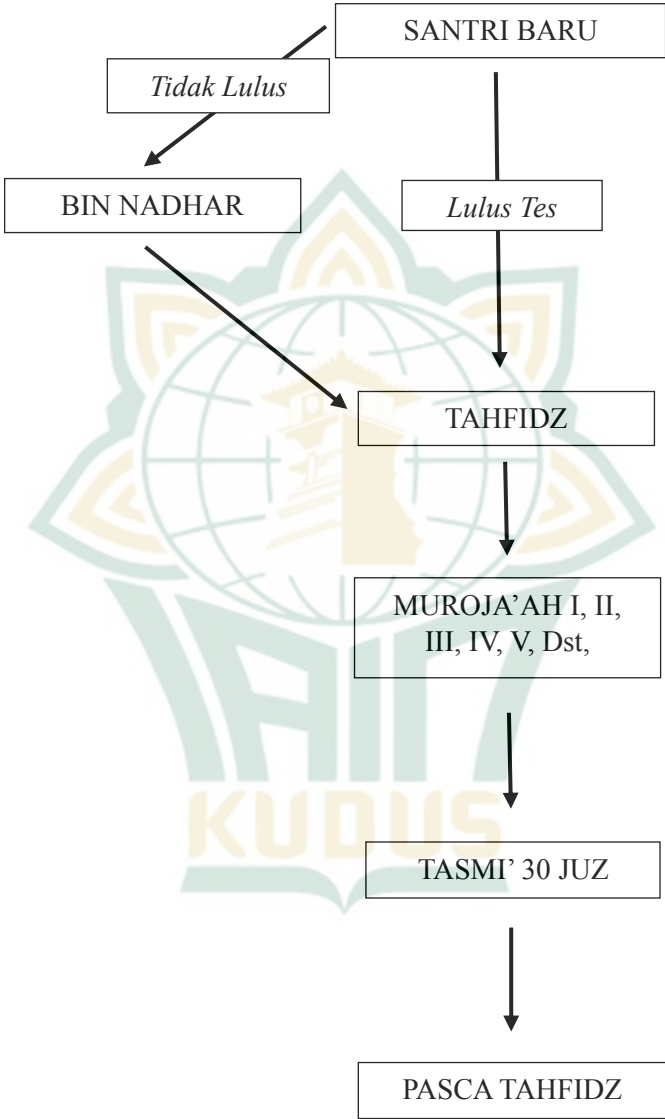 SANTRI BARU
Tidak Lulus
BIN NADHAR
Lulus Tes
TAHFIDZ
MUROJA’AH I, II,
III, IV, V, Dst,
TASMI’ 30 JUZ
PASCA TAHFIDZ
IAIN
KUDUS